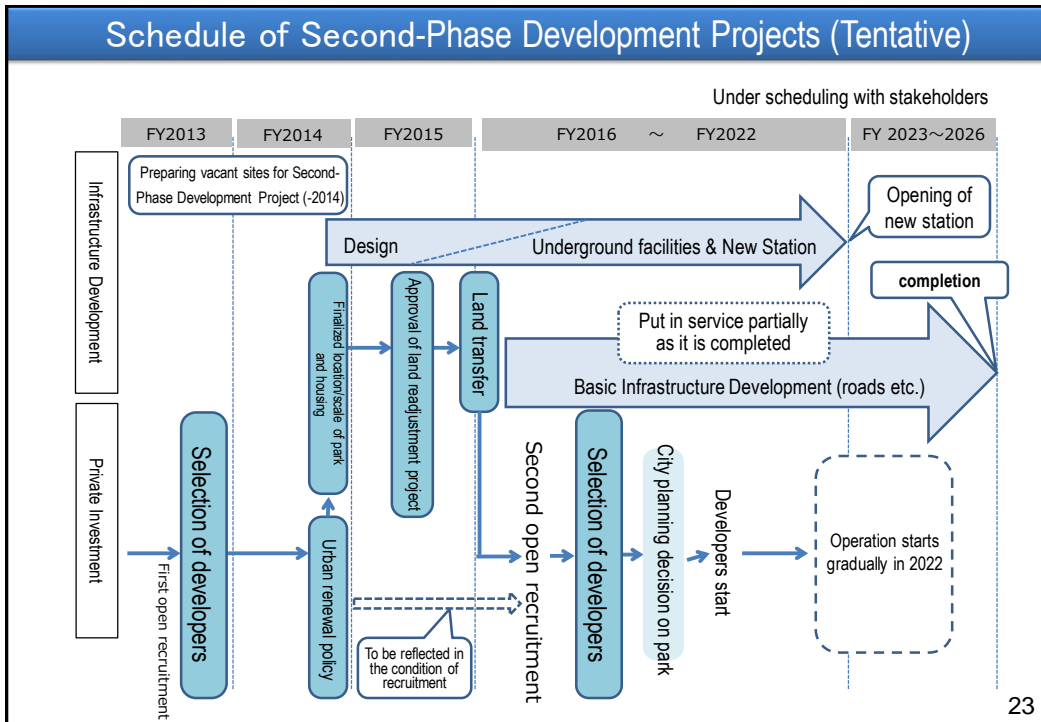 Schedule of Second-Phase Development Projects (Tentative)
Under scheduling with stakeholders
FY2013
FY2014
FY2015
FY2016 ～ FY2022
FY 2023～2026
Infrastructure Development
Preparing vacant sites for Second-
Phase Development Project (-2014)
Design
Underground facilities & New Station
Opening of
new station
Finalized location/scale of park
and housing
Approval of land readjustment project
Land transfer
completion
Put in service partially
as it is completed
Basic Infrastructure Development (roads etc.)
Private Investment
First open recruitment
Selection of developers
Urban renewal policy
To be reflected in
the condition of
recruitment
Second open recruitment
Selection of developers
City planning decision on park
Developers start
Operation starts
gradually in 2022
23